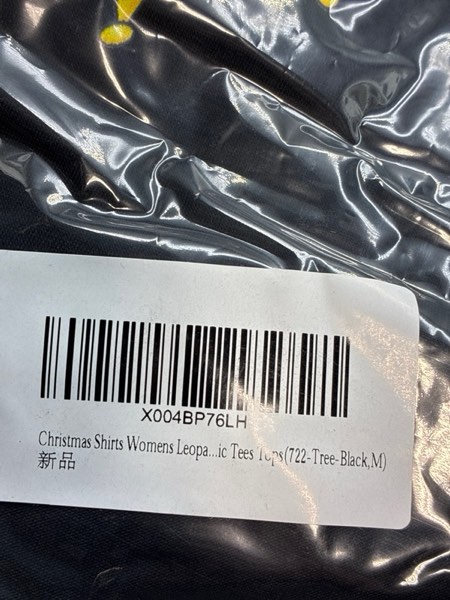 X004BP76LH
Christmas Shirts Womens Leopa...ic Tees Tops(722-Tree-Black,M)
新品